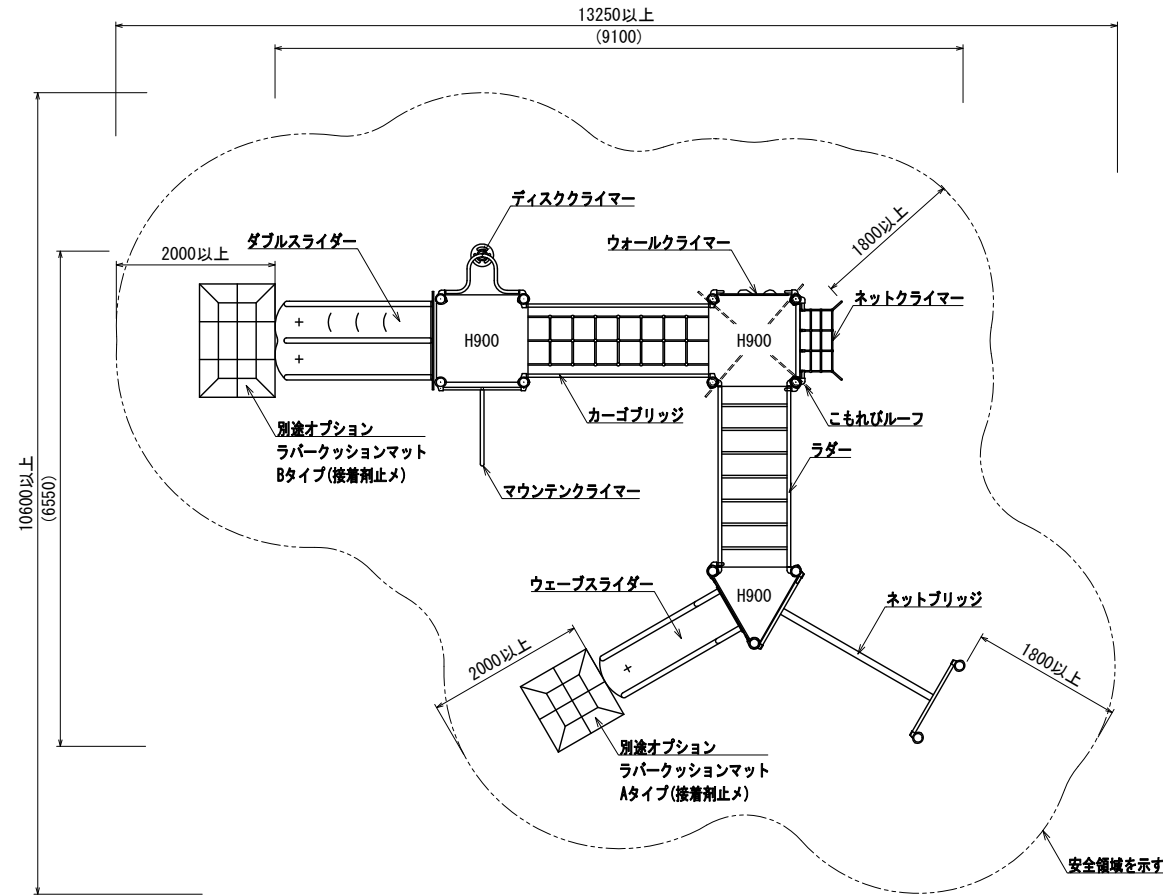 13250以上
(9100)
ディスククライマー
ダブルスライダー
ウォールクライマー
1800以上
2000以上
ネットクライマー
H900
H900
カーゴブリッジ
こもれびルーフ
別途オプション
ラバークッションマット
Bタイプ(接着剤止メ)
ラダー
マウンテンクライマー
10600以上
(6550)
ウェーブスライダー
H900
ネットブリッジ
2000以上
1800以上
別途オプション
ラバークッションマット
Aタイプ(接着剤止メ)
安全領域を示す